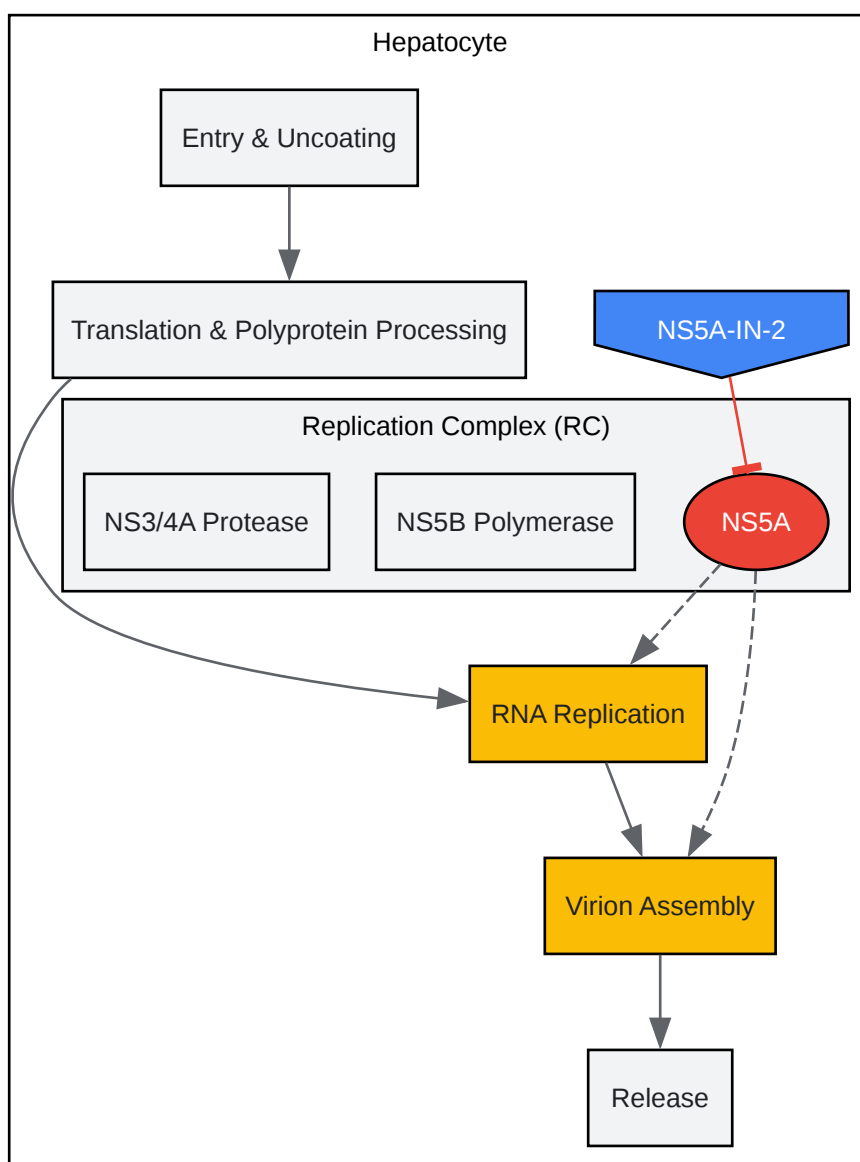 Hepatocyte
Entry & Uncoating
Translation & Polyprotein Processing
NS5A-IN-2
Replication Complex (RC)
NS3/4A Protease
NS5B Polymerase
NS5A
RNA Replication
Virion Assembly
Release